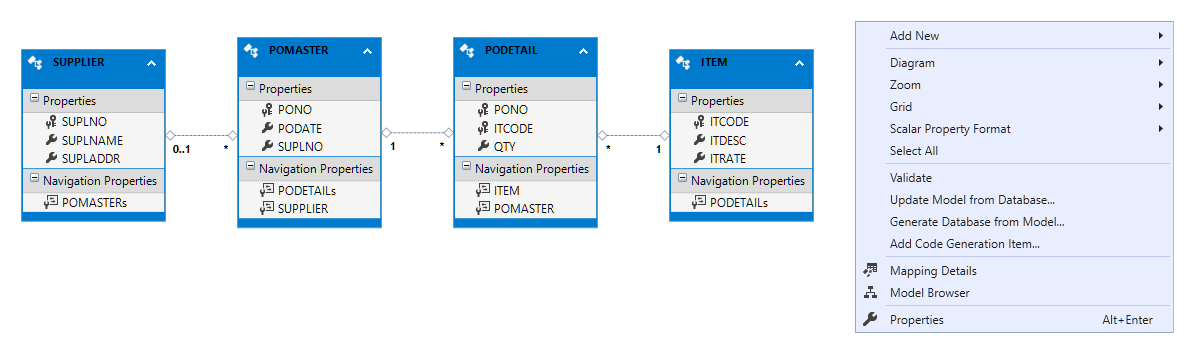 SUPPLIER
Properties
SUPLNO
SUPLNAME
SUPLADDR
Navigation Properties
POMASTERs
0..1
*
POMASTER
Properties
PONO
PODATE
SUPLNO
Navigation Properties
PODETAILs
SUPPLIER
1
*
PODETAIL
Properties
PONO
ITCODE
QTY
Navigation Properties
ITEM
POMASTER
*
1
ITEM
Properties
ITCODE
ITDESC
ITRATE
Navigation Properties
PODETAILs
Add New
Diagram
Zoom
Grid
Scalar Property Format
Select All
Validate
Update Model from Database...
Generate Database from Model...
Add Code Generation Item...
Mapping Details
Model Browser
Properties Alt+Enter